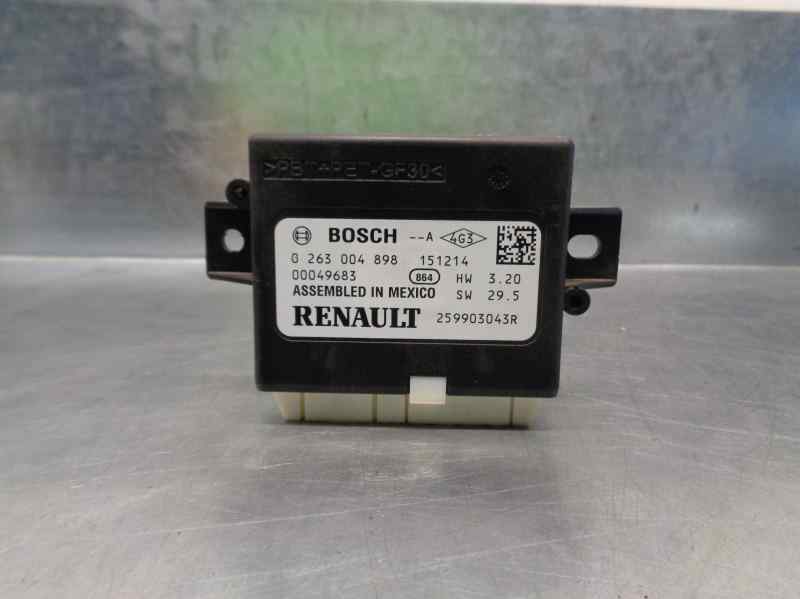 >PBT+PET-GF30<
BOSCH --A 4G3
0 263 004 898 151214
00049683 864 HW 3.20
ASSEMBLED IN MEXICO SW 29.5
RENAULT 259903043R